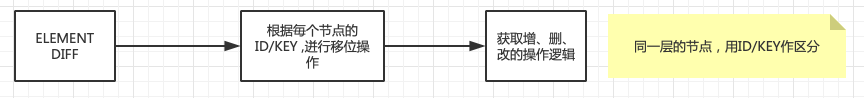 ELEMENT
DIFF
根据每个节点的
ID/KEY ,进行移位操
作
获取增、删、
改的操作逻辑
同一层的节点，用ID/KEY作区分